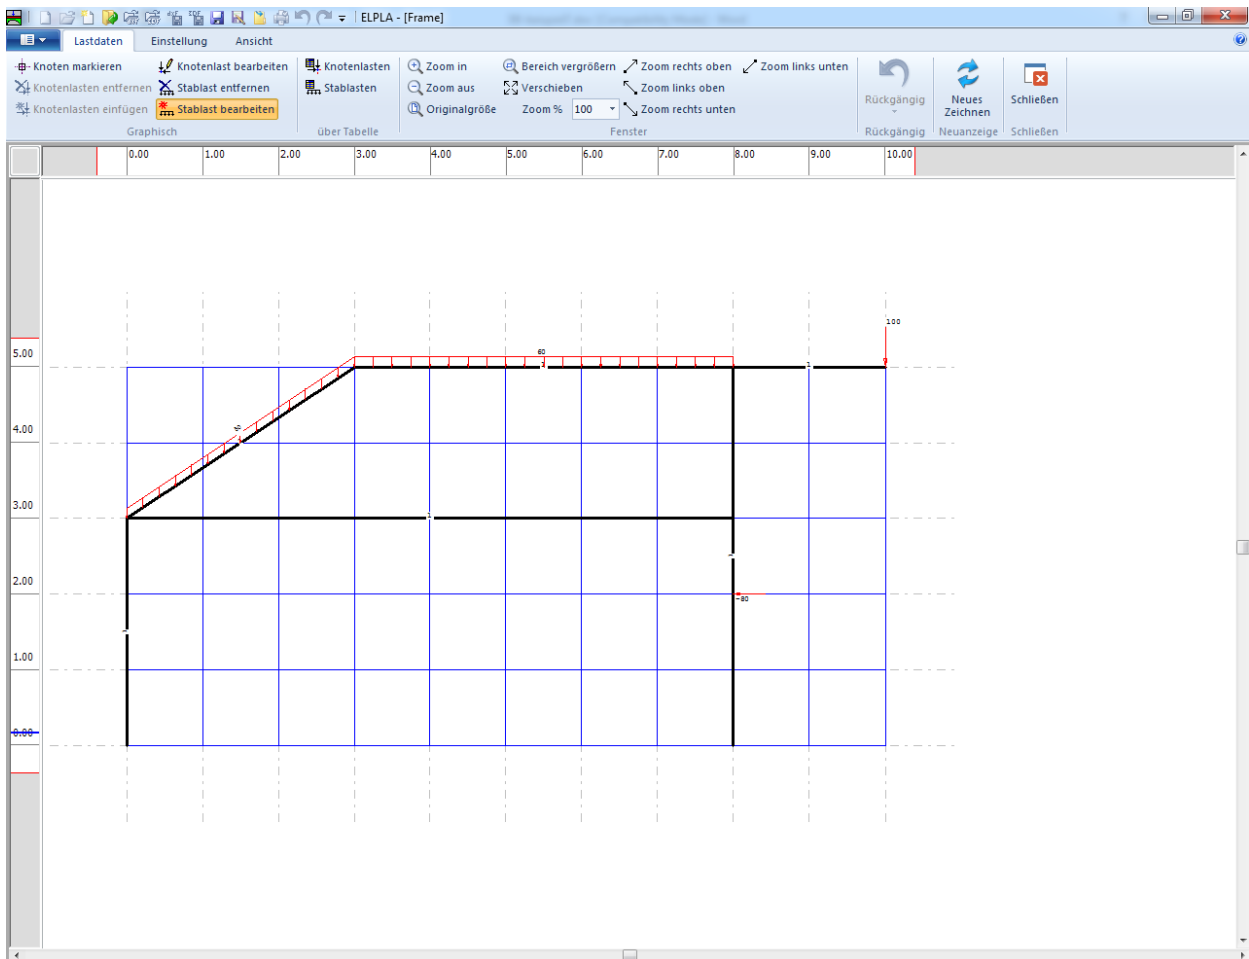 ELPLA - [Frame]
Lastdaten Einstellung Ansicht
Knoten markieren Knotenlast bearbeiten Knotenlasten Zoom in Bereich vergrößern Zoom rechts oben Zoom links unten
Knotenlasten entfernen Stablast entfernen Stablasten Zoom aus Verschieben Zoom links oben
Knotenlasten einfügen Stablast bearbeiten Originalgröße Zoom % 100 Zoom rechts unten
Rückgängig Neues Zeichnen Schließen
Graphisch über Tabelle Fenster Rückgängig Neuanzeige Schließen
0.00 1.00 2.00 3.00 4.00 5.00 6.00 7.00 8.00 9.00 10.00
100
5.00
60
4.00
3.00
2.00
-80
1.00
0.00